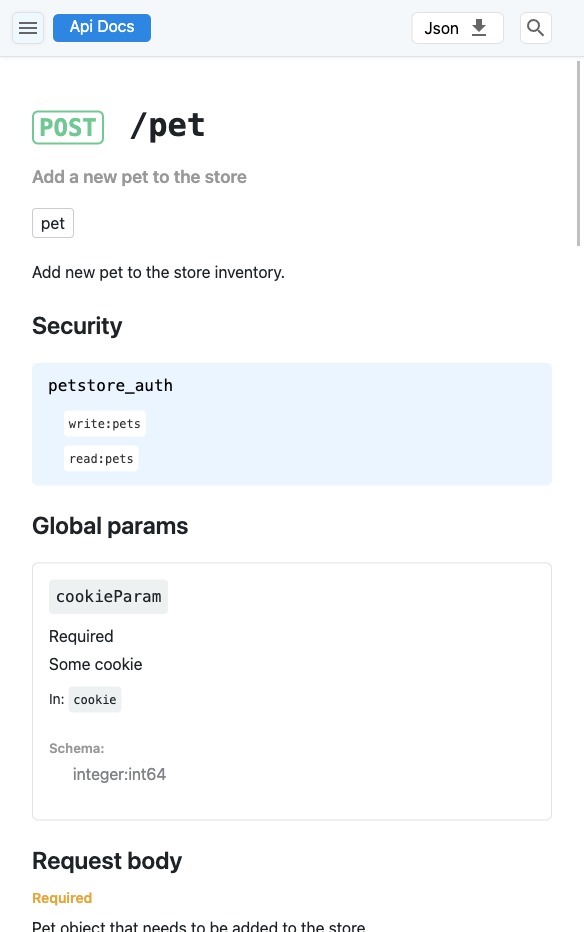 Api Docs
Json
POST /pet
Add a new pet to the store
pet
Add new pet to the store inventory.
Security
petstore_auth
write:pets
read:pets
Global params
cookieParam
Required
Some cookie
In: cookie
Schema:
integer:int64
Request body
Required
Pet object that needs to be added to the store